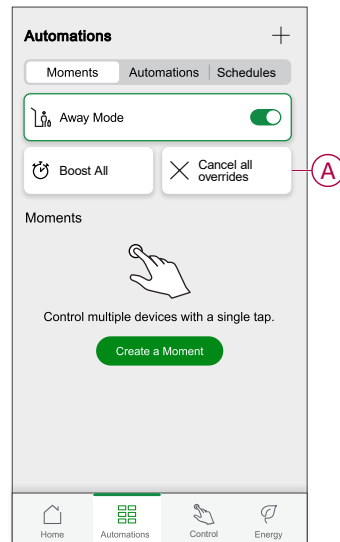 Automations
Moments Automations Schedules
Away Mode
Boost All
Cancel all
overrides
A
Moments
Control multiple devices with a single tap.
Create a Moment
Home Automations Control Energy